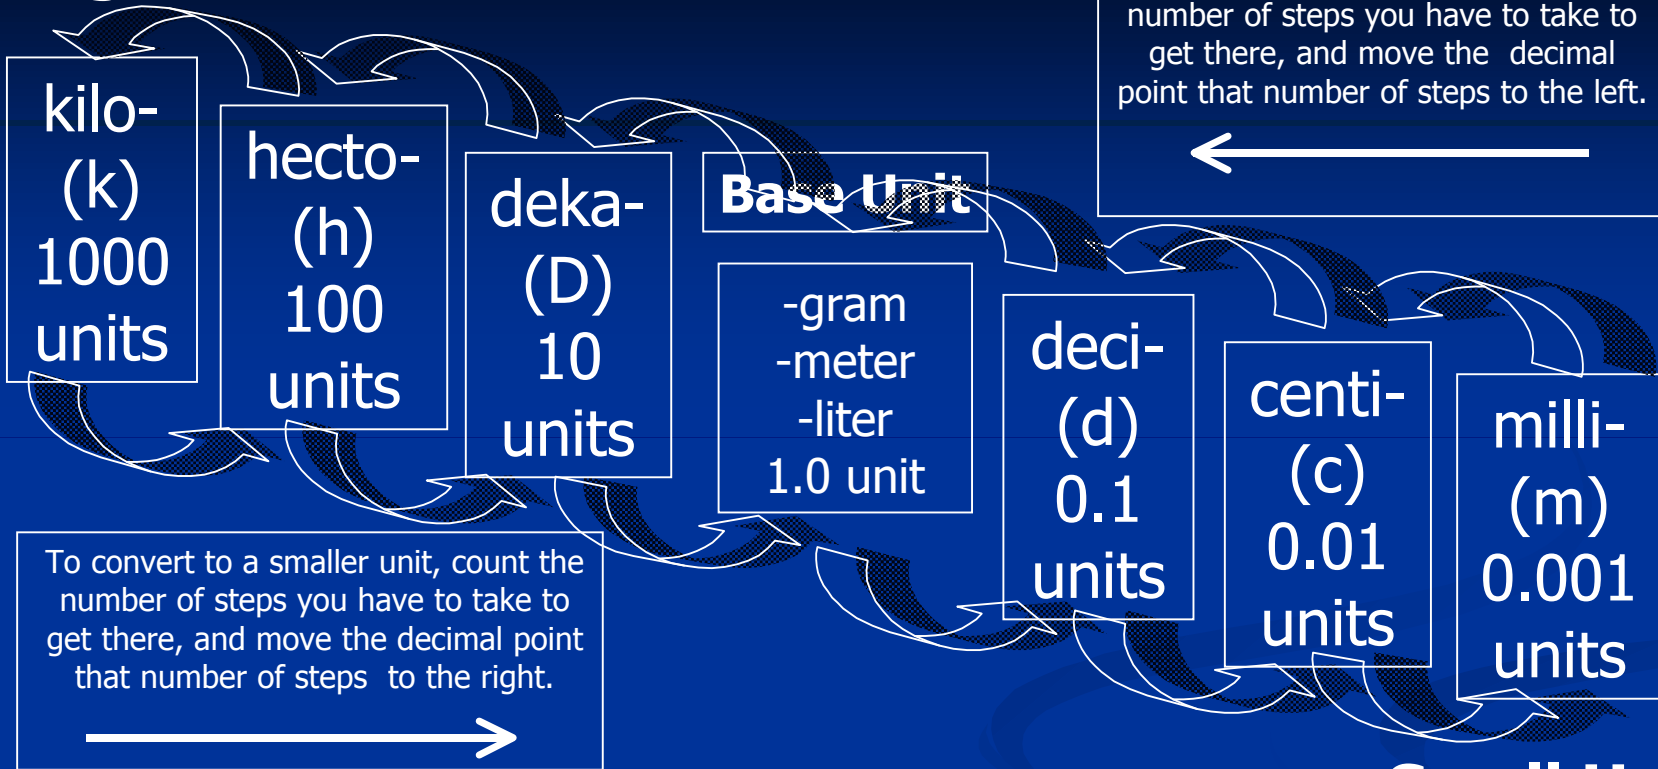 number of steps you have to take to
get there, and move the decimal
point that number of steps to the left.
kilo-
(k)
1000
units
hecto-
(h)
100
units
deka-
(D)
10
units
Base Unit
-gram
-meter
-liter
1.0 unit
deci-
(d)
0.1
units
centi-
(c)
0.01
units
milli-
(m)
0.001
units
To convert to a smaller unit, count the
number of steps you have to take to
get there, and move the decimal point
that number of steps to the right.